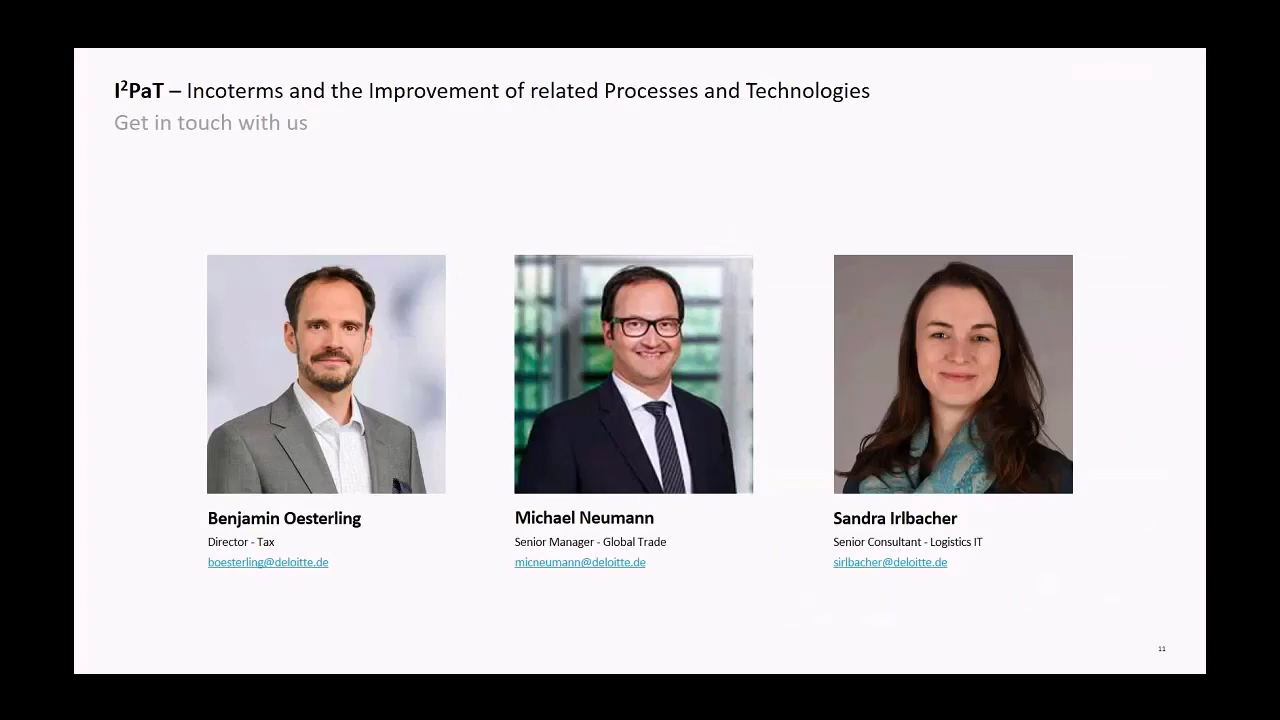 I²PaT – Incoterms and the Improvement of related Processes and Technologies
Get in touch with us
Benjamin Oesterling
Director - Tax
boesterling@deloitte.de
Michael Neumann
Senior Manager - Global Trade
micneumann@deloitte.de
Sandra Irlbacher
Senior Consultant - Logistics IT
sirlbacher@deloitte.de
11